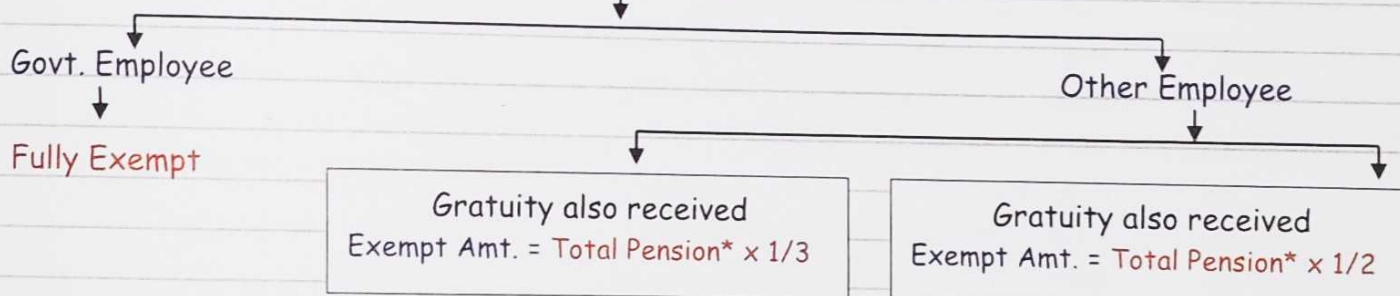 Govt. Employee
Other Employee
Fully Exempt
Gratuity also received
Exempt Amt. = Total Pension* x 1/3
Gratuity also received
Exempt Amt. = Total Pension* x 1/2